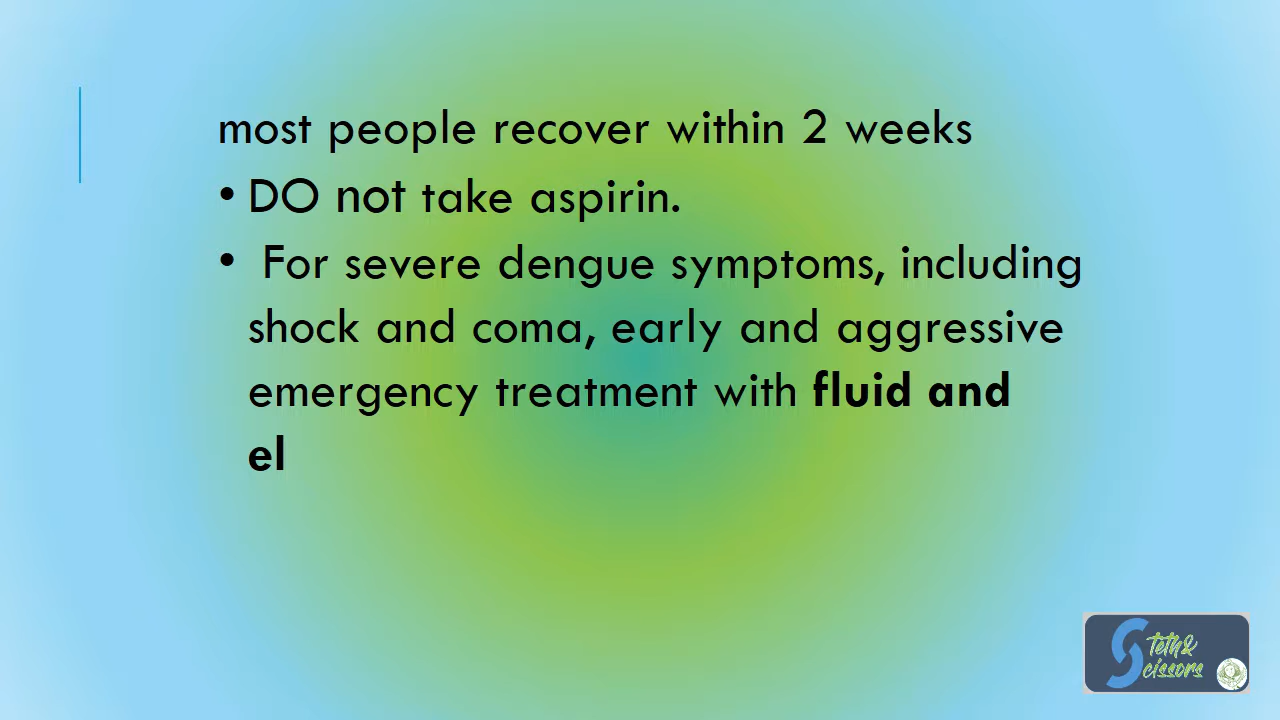 most people recover within 2 weeks
• DO not take aspirin.
• For severe dengue symptoms, including
shock and coma, early and aggressive
emergency treatment with fluid and
el
Steth&
Scissors